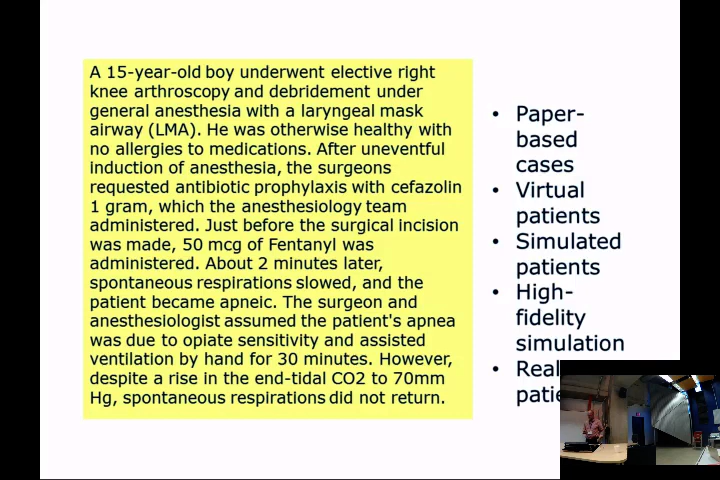 A 15-year-old boy underwent elective right
knee arthroscopy and debridement under
general anesthesia with a laryngeal mask
airway (LMA). He was otherwise healthy with
no allergies to medications. After uneventful
induction of anesthesia, the surgeons
requested antibiotic prophylaxis with cefazolin
1 gram, which the anesthesiology team
administered. Just before the surgical incision
was made, 50 mcg of Fentanyl was
administered. About 2 minutes later,
spontaneous respirations slowed, and the
patient became apneic. The surgeon and
anesthesiologist assumed the patient's apnea
was due to opiate sensitivity and assisted
ventilation by hand for 30 minutes. However,
despite a rise in the end-tidal CO2 to 70mm
Hg, spontaneous respirations did not return.
• Paper-
based
cases
• Virtual
patients
• Simulated
patients
• High-
fidelity
simulation
• Real
patie